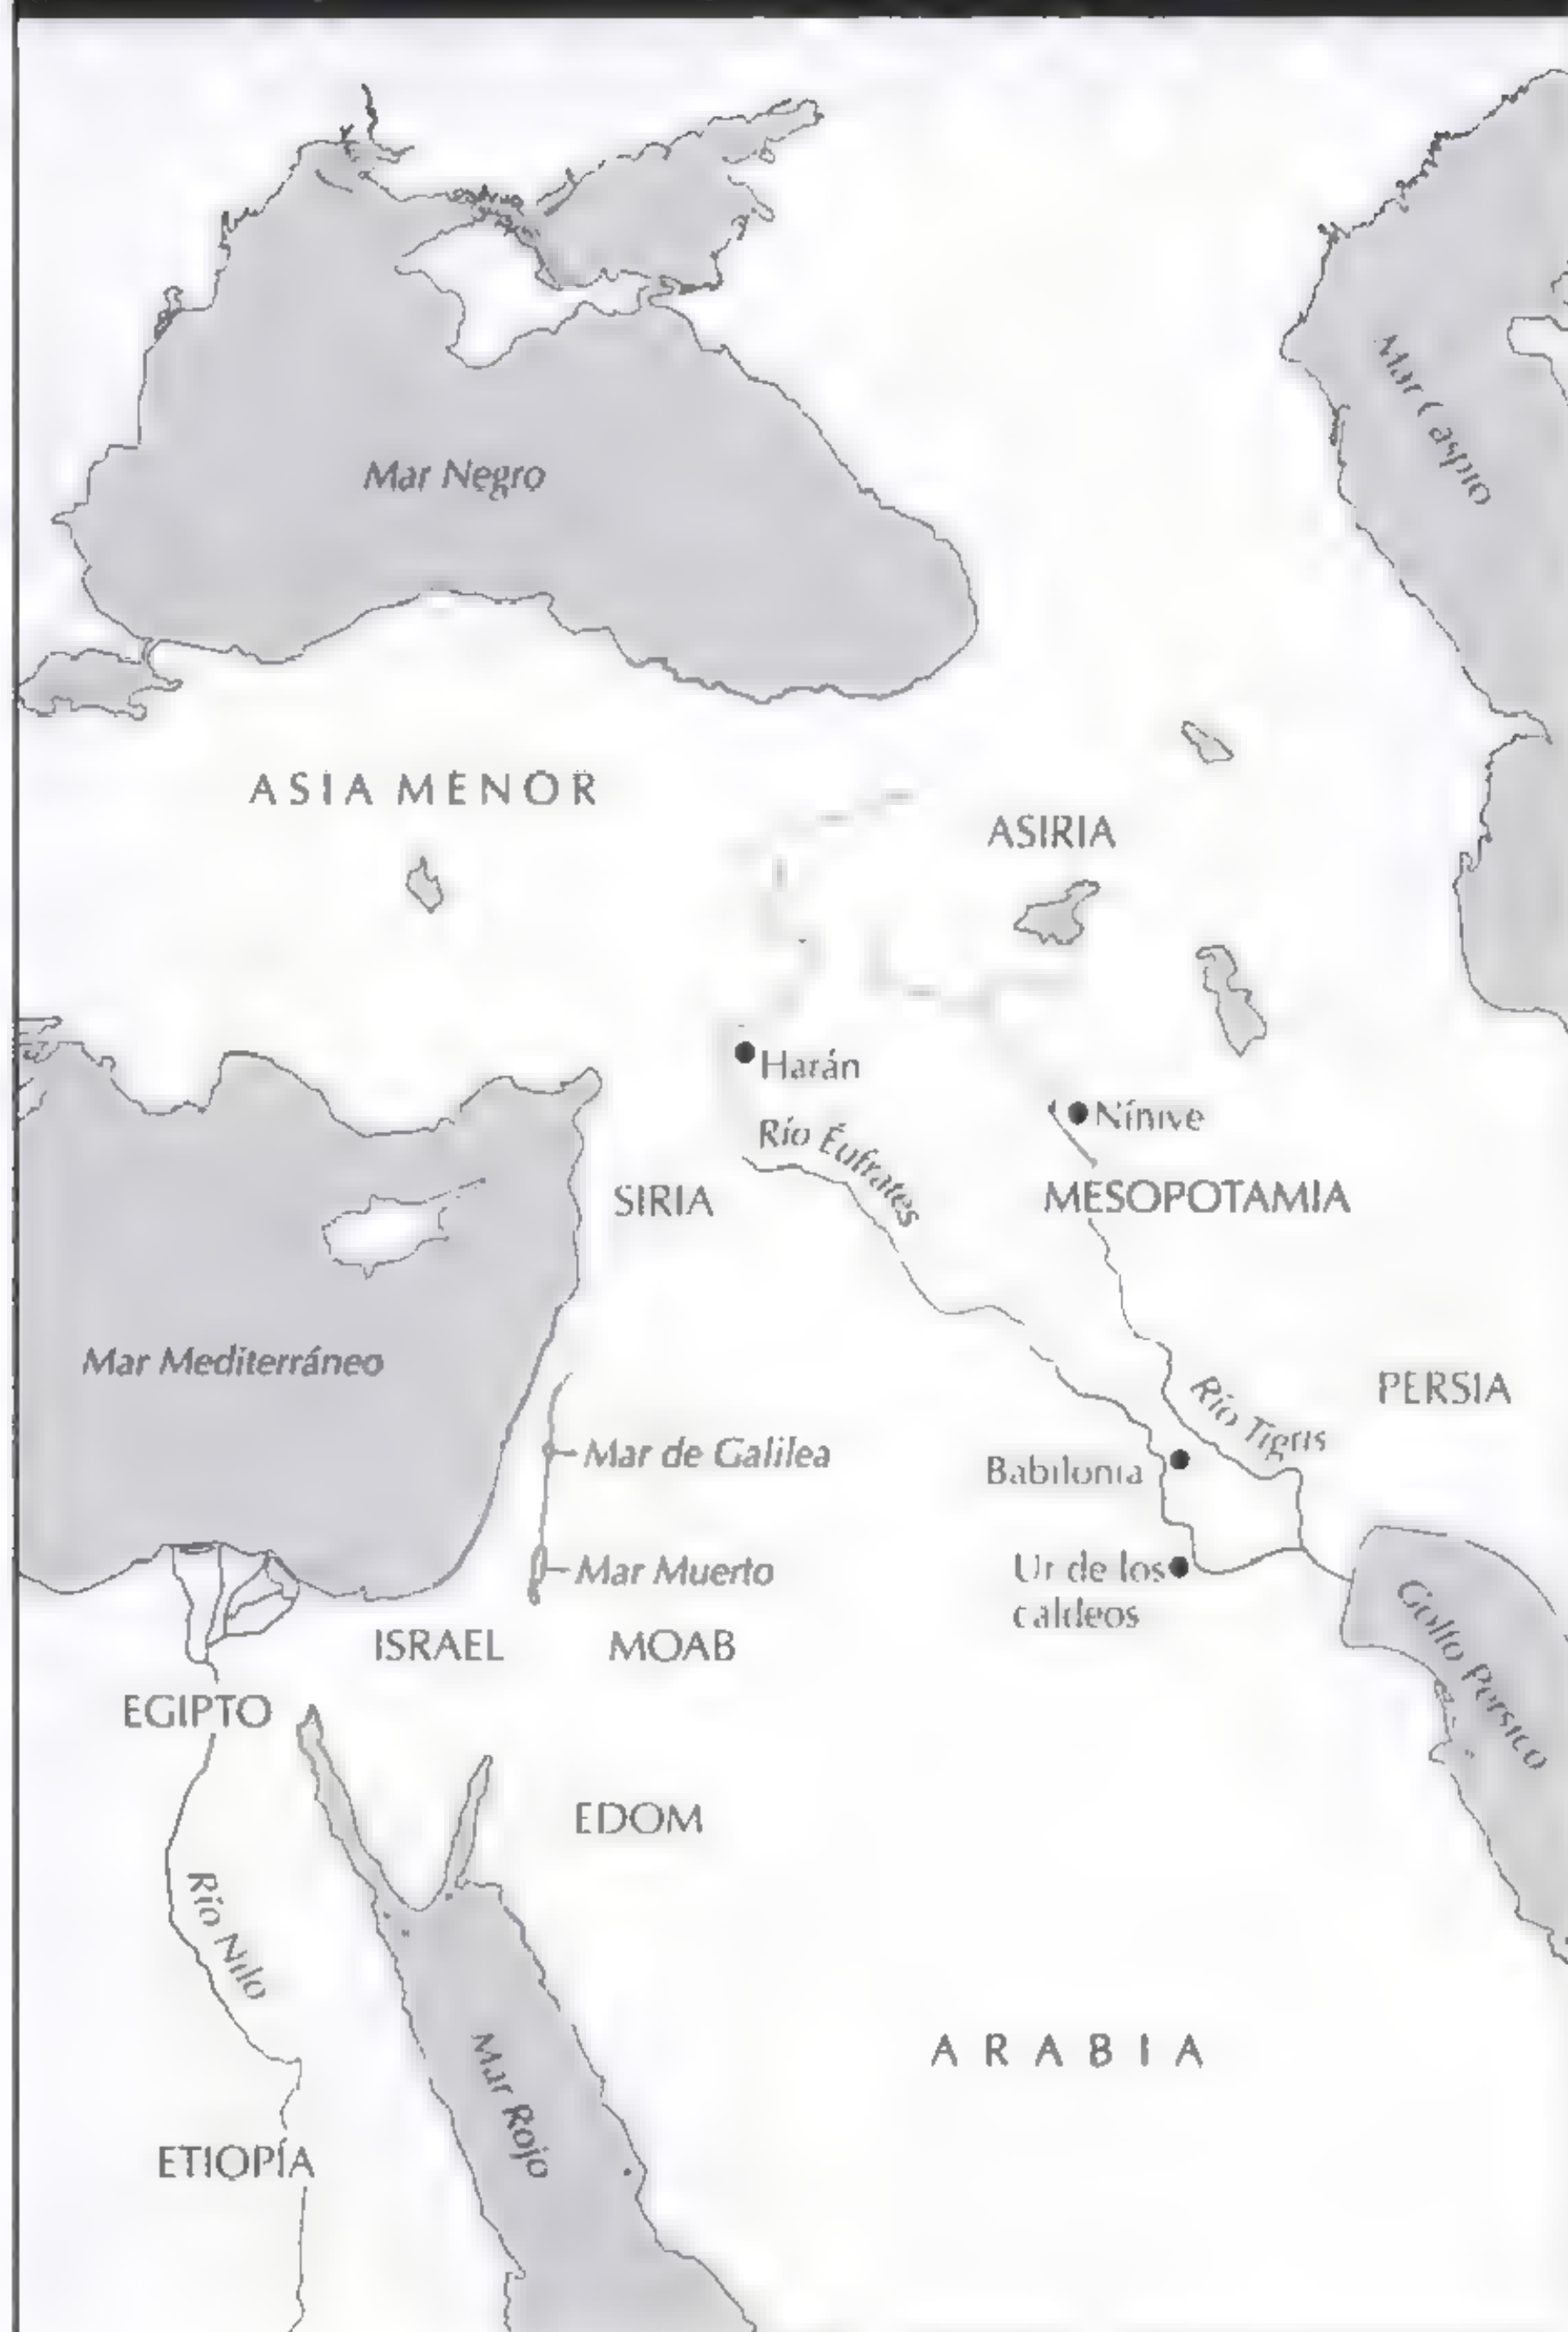 Mar Caspio
Mar Negro
ASIA MENOR
ASIRIA
Harán
Nínive
Río Éufrates
SIRIA
MESOPOTAMIA
Mar Mediterráneo
PERSIA
Río Tigris
Mar de Galilea
Babilonia
Mar Muerto
Ur de los
caldeos
Golfo Pérsico
ISRAEL
MOAB
EGIPTO
EDOM
Río Nilo
Mar Rojo
ARABIA
ETIOPÍA